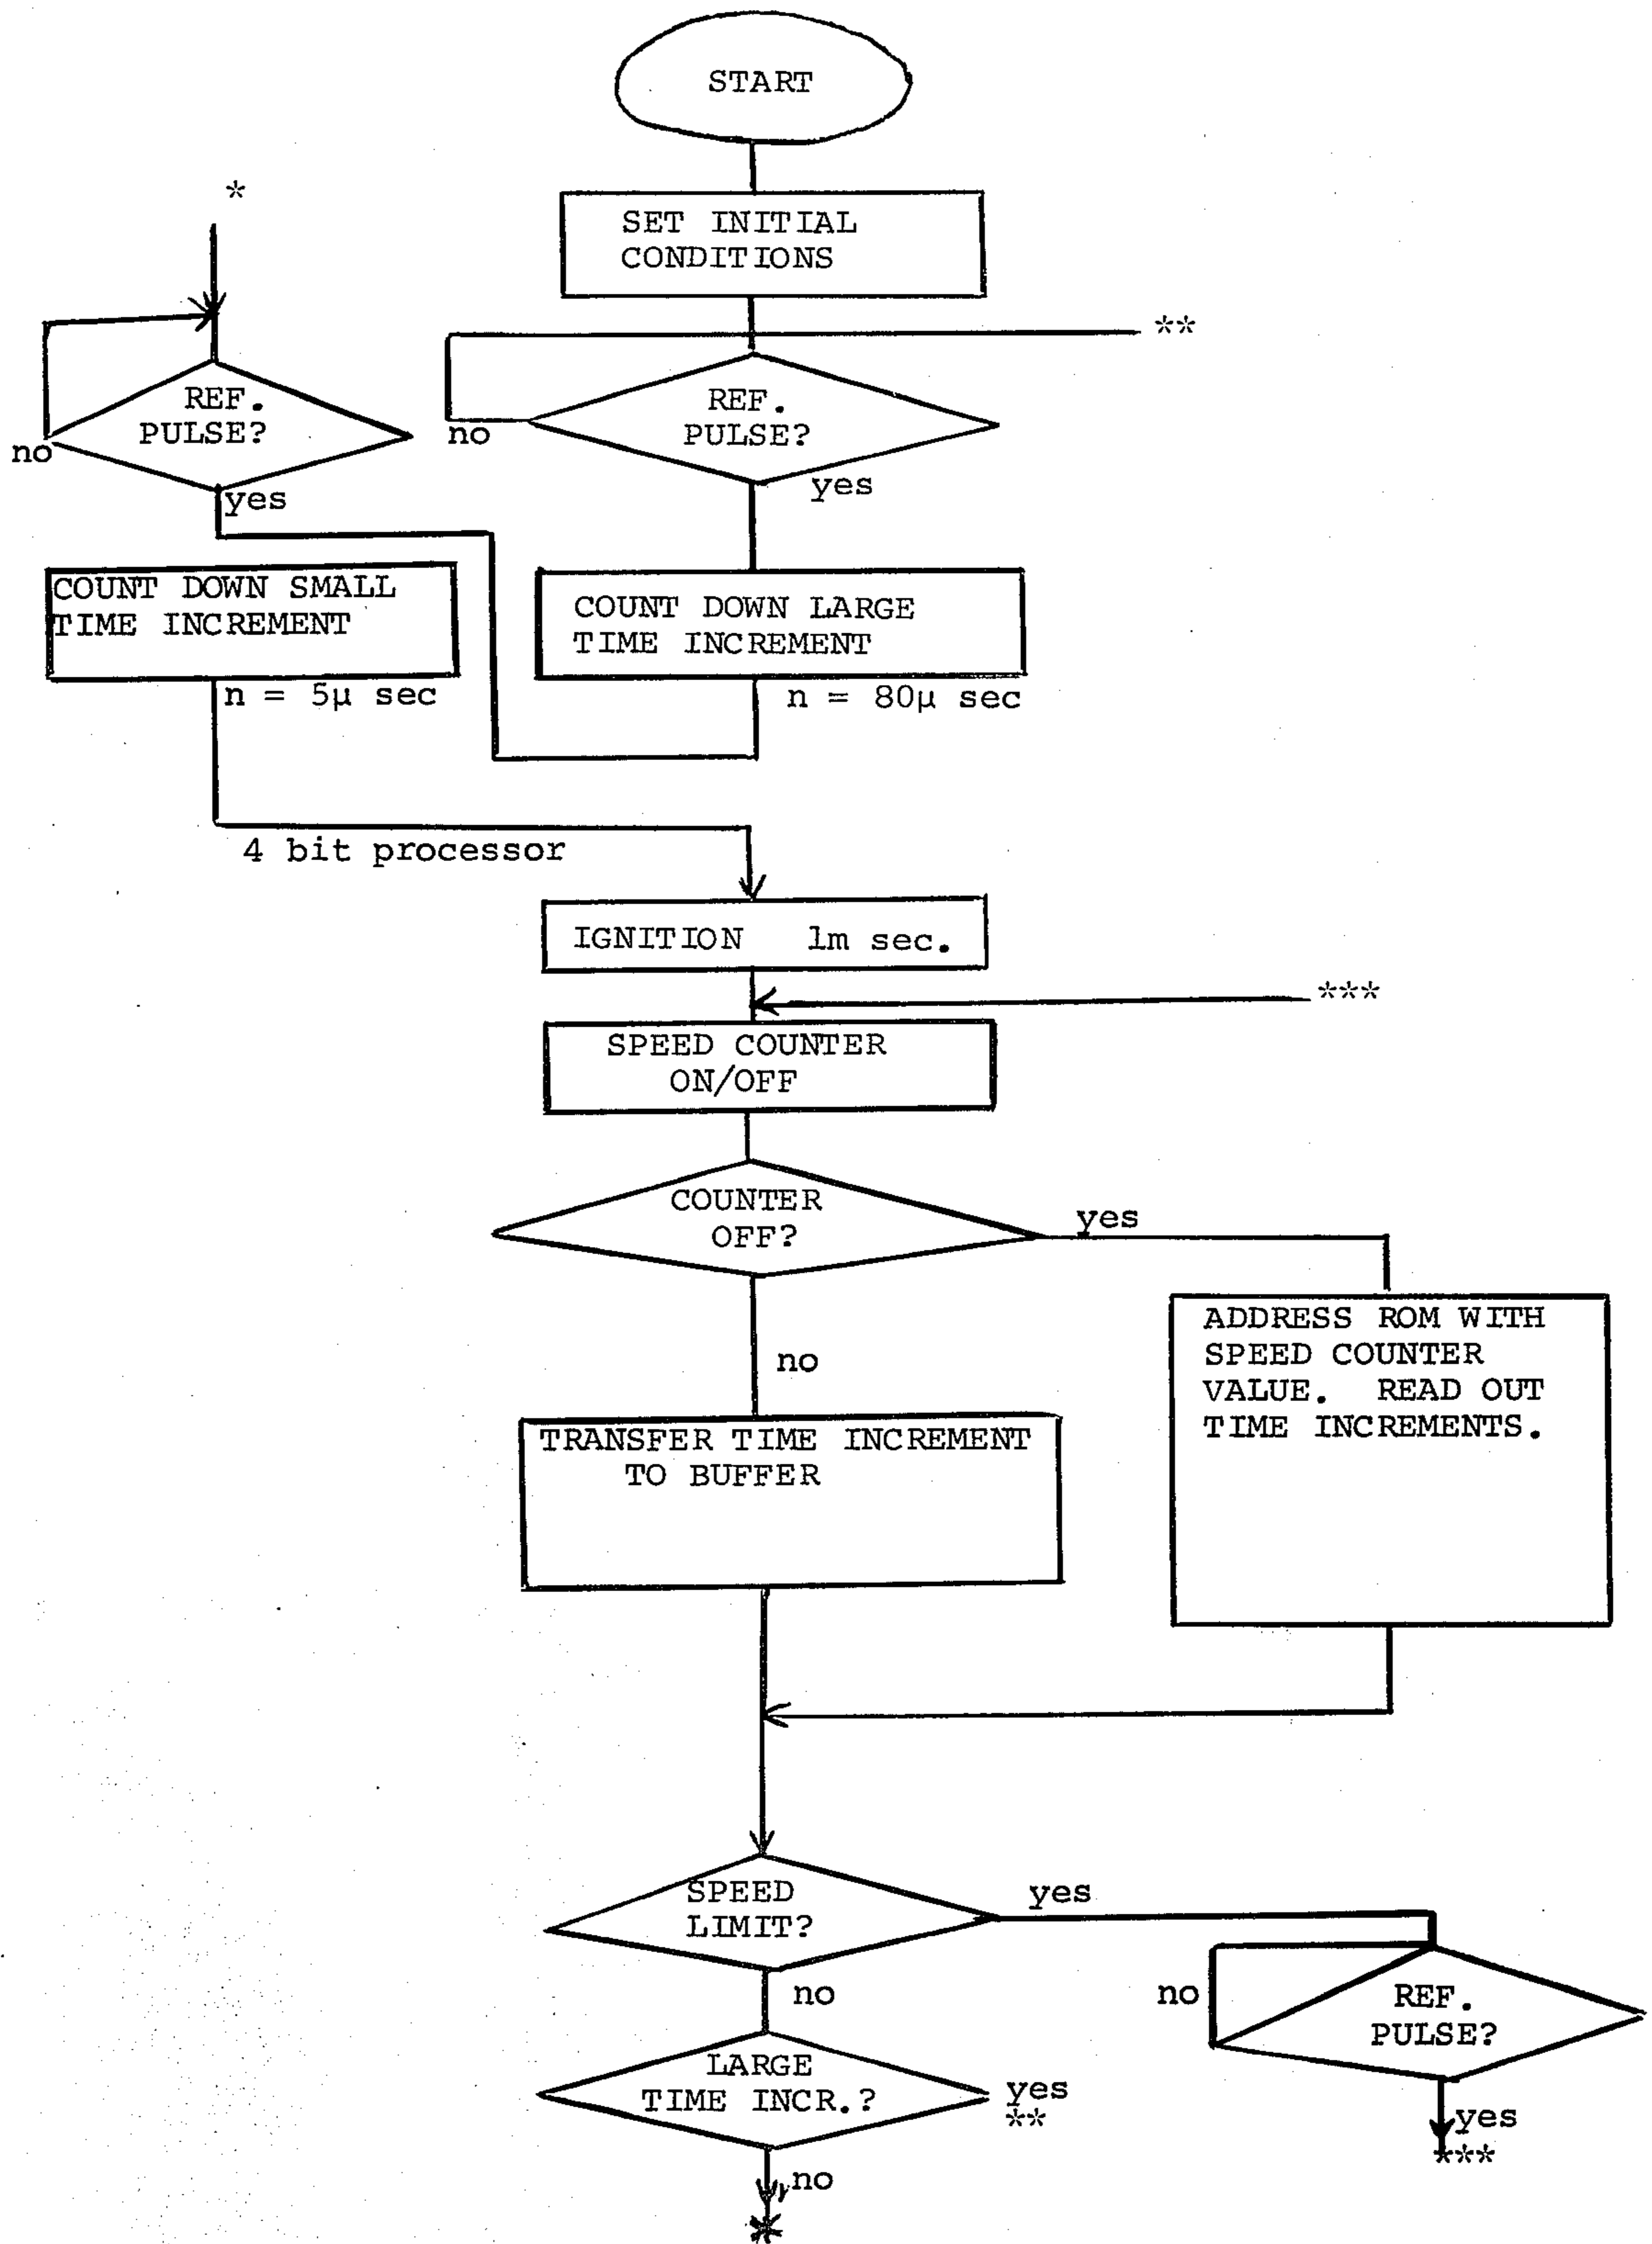 START
*
SET INITIAL
CONDITIONS
**
REF.
PULSE?
no
yes
REF.
PULSE?
no
yes
COUNT DOWN SMALL
TIME INCREMENT
n = 5µ sec
COUNT DOWN LARGE
TIME INCREMENT
n = 80µ sec
4 bit processor
IGNITION 1m sec.
***
SPEED COUNTER
ON/OFF
COUNTER
OFF?
yes
no
ADDRESS ROM WITH
SPEED COUNTER
VALUE. READ OUT
TIME INCREMENTS.
TRANSFER TIME INCREMENT
TO BUFFER
SPEED
LIMIT?
yes
no
no
REF.
PULSE?
yes
***
LARGE
TIME INCR.?
yes
**
no
*